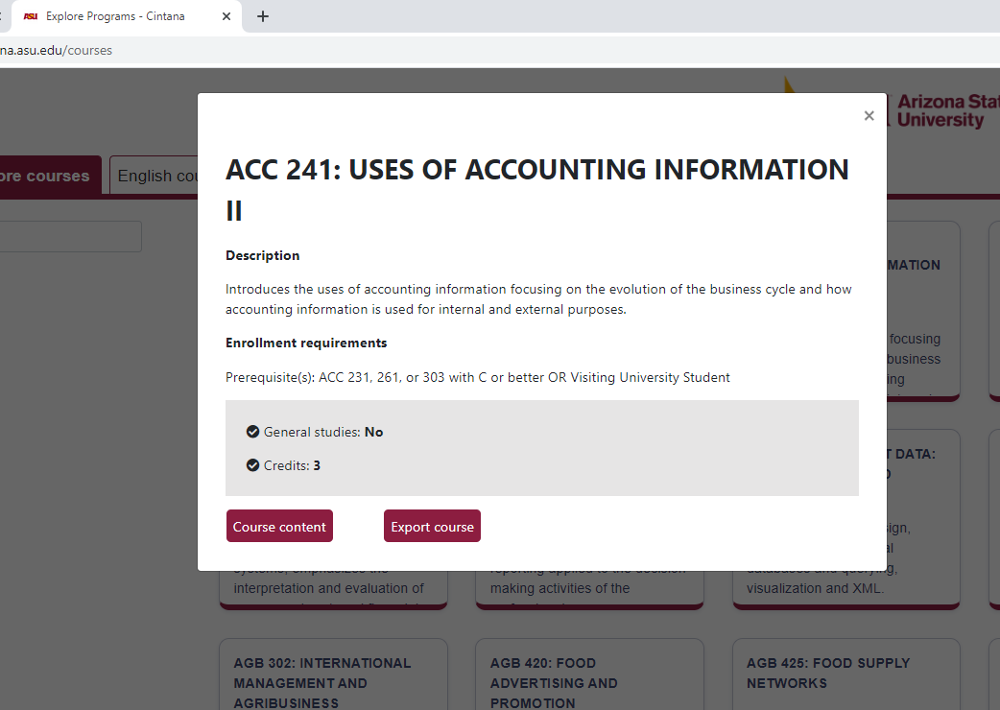 ASU Explore Programs - Cintana
na.asu.edu/courses
Arizona Stat
University
ore courses
English cou
ACC 241: USES OF ACCOUNTING INFORMATION
II
Description
Introduces the uses of accounting information focusing on the evolution of the business cycle and how
accounting information is used for internal and external purposes.
Enrollment requirements
Prerequisite(s): ACC 231, 261, or 303 with C or better OR Visiting University Student
General studies: No
Credits: 3
Course content
Export course
MATION
focusing
business
ing
T DATA:
sign,
al
systems, emphasizes the
interpretation and evaluation of
reporting applied to the decision
making activities of the
databases and querying,
visualization and XML.
AGB 302: INTERNATIONAL
MANAGEMENT AND
AGRIBUSINESS
AGB 420: FOOD
ADVERTISING AND
PROMOTION
AGB 425: FOOD SUPPLY
NETWORKS